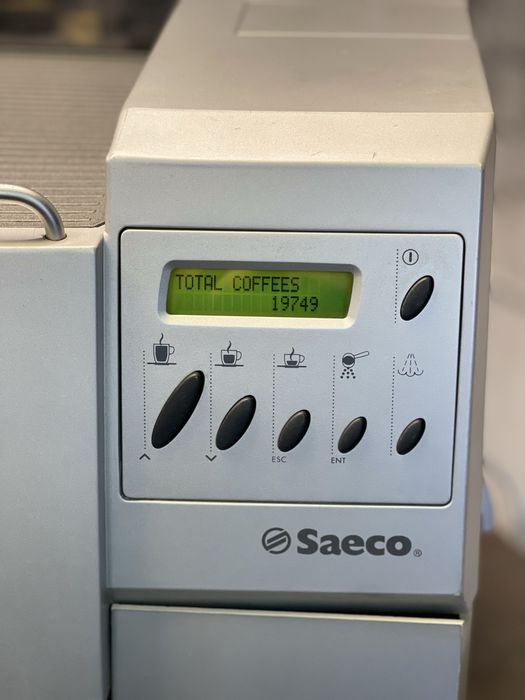 TOTAL COFFEES
19749
ESC
ENT
Saeco®